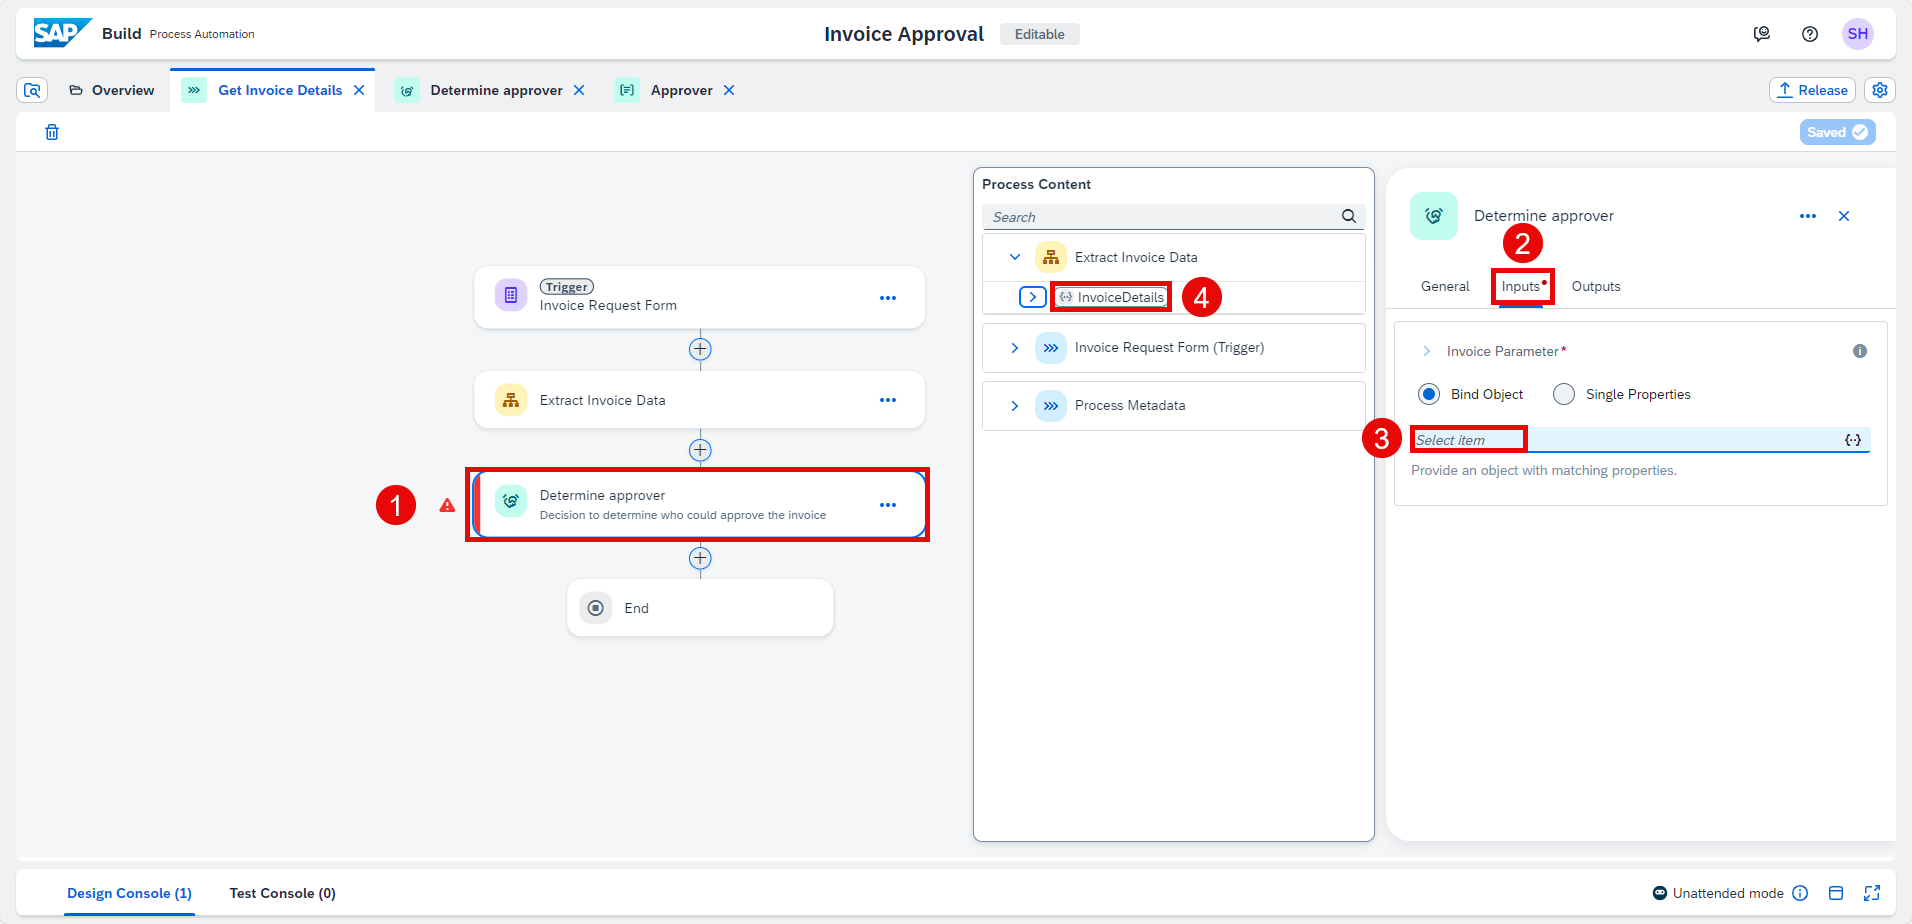 SAP Build Process Automation
Invoice Approval Editable
SH
Overview
Get Invoice Details
Determine approver
Approver
Release
Saved
Trigger
Invoice Request Form
Extract Invoice Data
1
Determine approver
Decision to determine who could approve the invoice
End
Process Content
Search
Extract Invoice Data
InvoiceDetails
4
Invoice Request Form (Trigger)
Process Metadata
Determine approver
2
General
Inputs
Outputs
Invoice Parameter*
Bind Object
Single Properties
3
Select item
Provide an object with matching properties.
Design Console (1)
Test Console (0)
Unattended mode